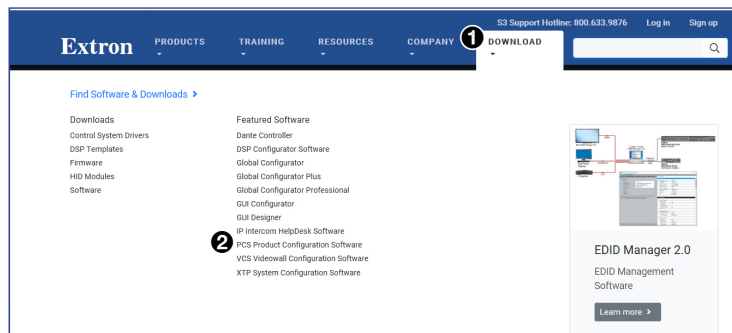 S3 Support Hotline: 800.633.9876 Log in Sign up
Extron PRODUCTS TRAINING RESOURCES COMPANY 1 DOWNLOAD
Find Software & Downloads >
Downloads
Control System Drivers
DSP Templates
Firmware
HID Modules
Software
Featured Software
Dante Controller
DSP Configurator Software
Global Configurator
Global Configurator Plus
Global Configurator Professional
GUI Configurator
GUI Designer
IP Intercom HelpDesk Software
2 PCS Product Configuration Software
VCS Videowall Configuration Software
XTP System Configuration Software
EDID Manager 2.0
EDID Management
Software
Learn more >